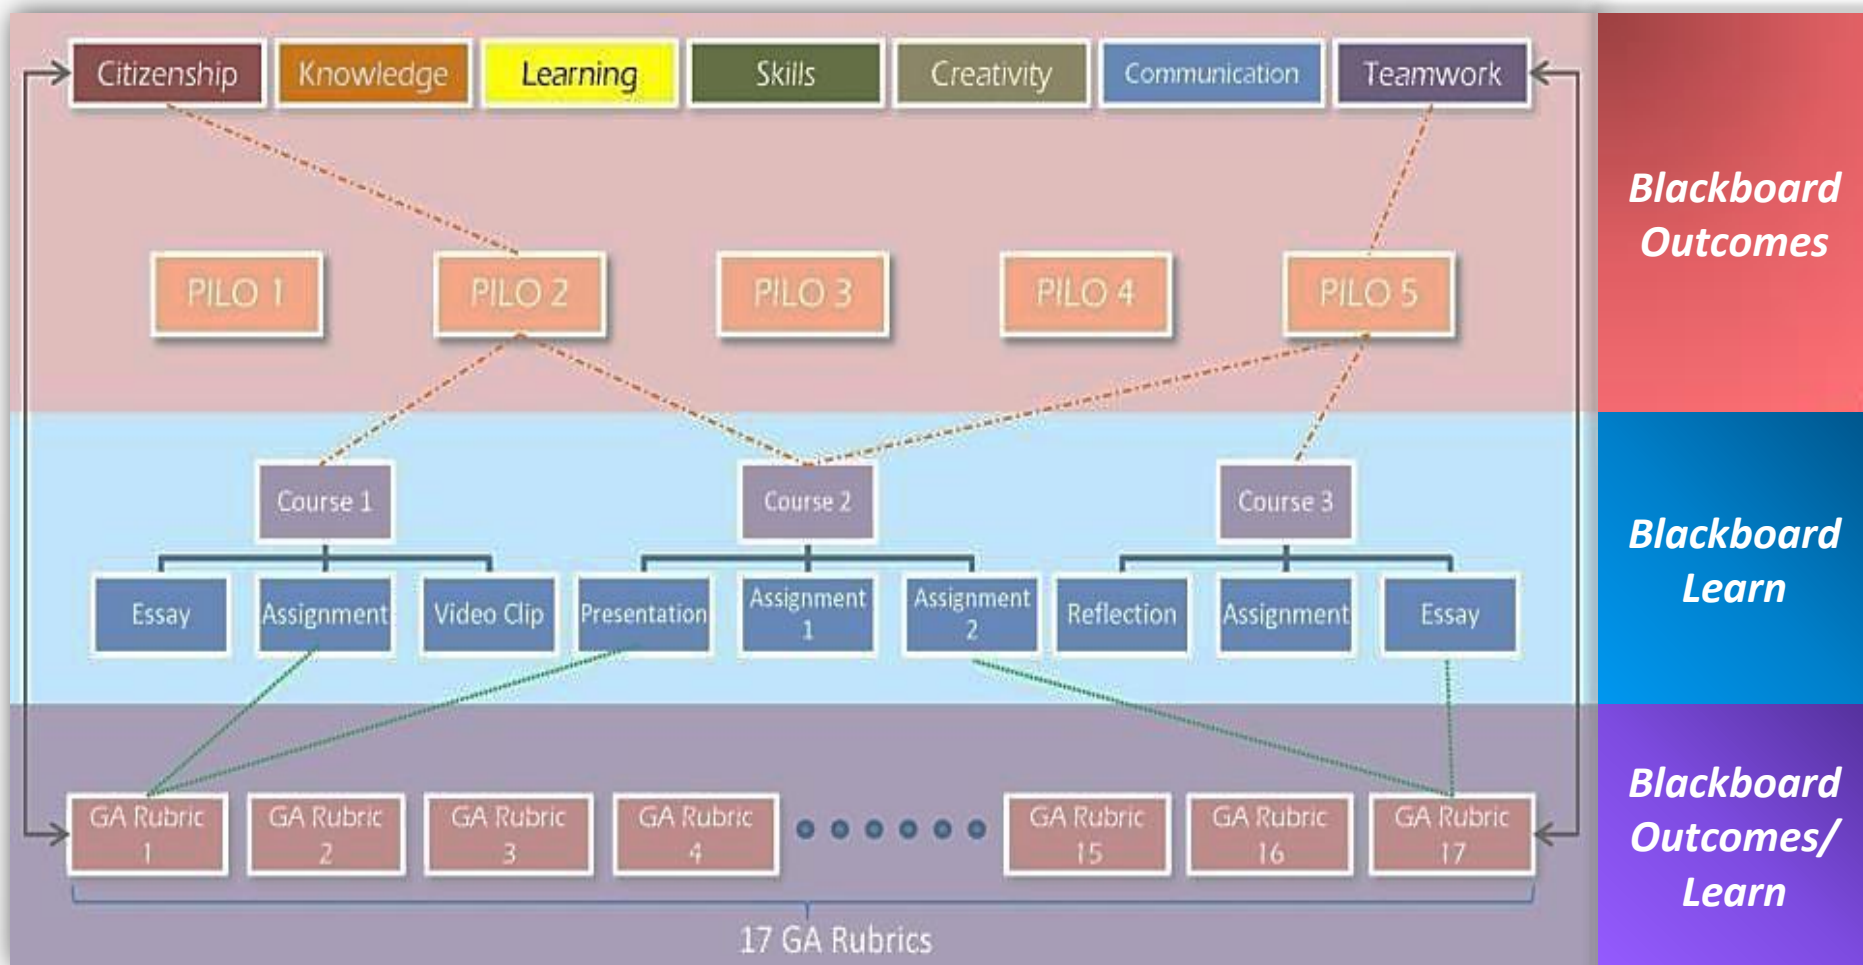 Citizenship
Knowledge
Learning
Skills
Creativity
Communication
Teamwork
Blackboard
Outcomes
PILO 1
PILO 2
PILO 3
PILO 4
PILO 5
Course 1
Course 2
Course 3
Blackboard
Learn
Essay
Assignment
Video Clip
Presentation
Assignment
1
Assignment
2
Reflection
Assignment
Essay
GA Rubric
1
GA Rubric
2
GA Rubric
3
GA Rubric
4
GA Rubric
15
GA Rubric
16
GA Rubric
17
Blackboard
Outcomes/
Learn
17 GA Rubrics